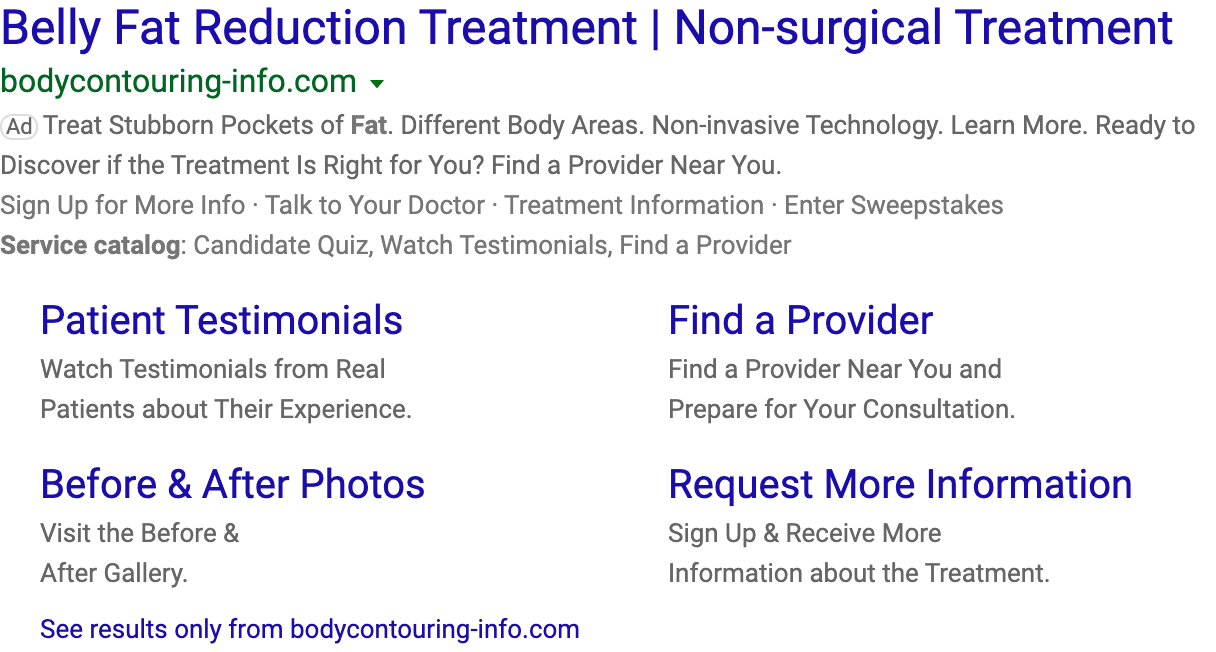 Belly Fat Reduction Treatment | Non-surgical Treatment
bodycontouring-info.com
Ad Treat Stubborn Pockets of Fat. Different Body Areas. Non-invasive Technology. Learn More. Ready to
Discover if the Treatment Is Right for You? Find a Provider Near You.
Sign Up for More Info · Talk to Your Doctor · Treatment Information · Enter Sweepstakes
Service catalog: Candidate Quiz, Watch Testimonials, Find a Provider
Patient Testimonials
Watch Testimonials from Real
Patients about Their Experience.
Find a Provider
Find a Provider Near You and
Prepare for Your Consultation.
Before & After Photos
Visit the Before &
After Gallery.
Request More Information
Sign Up & Receive More
Information about the Treatment.
See results only from bodycontouring-info.com